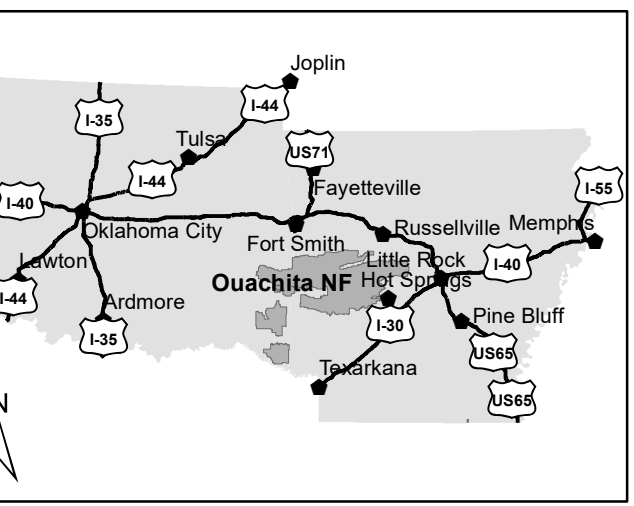 Joplin
I-44
I-35
Tulsa
US71
I-44
I-55
Fayetteville
I-40
Oklahoma City
Russellville
Memphis
Fort Smith
Lawton
Little Rock
I-40
Ouachita NF
Hot Springs
I-44
Ardmore
Pine Bluff
I-30
I-35
US65
Texarkana
US65
N